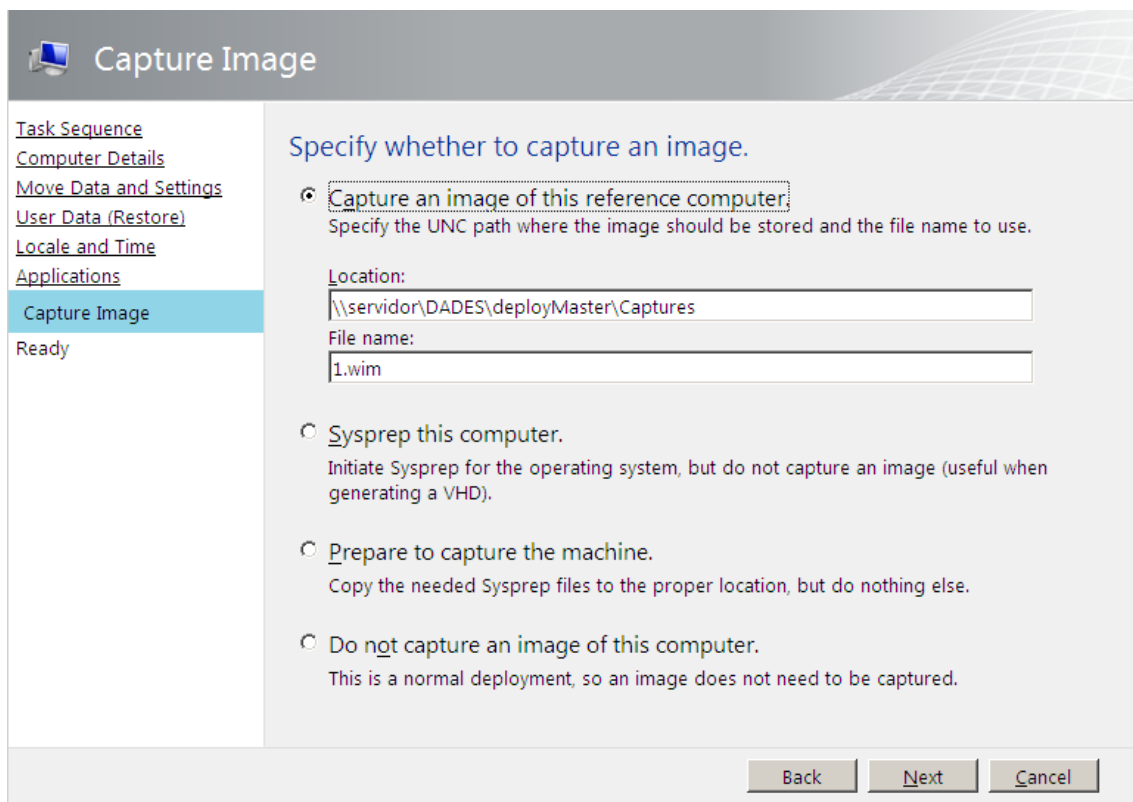 Capture Image
Task Sequence
Computer Details
Move Data and Settings
User Data (Restore)
Locale and Time
Applications
Capture Image
Ready
Specify whether to capture an image.
Capture an image of this reference computer.
Specify the UNC path where the image should be stored and the file name to use.
Location:
\\servidor\DADES\deployMaster\Captures
File name:
1.wim
Sysprep this computer.
Initiate Sysprep for the operating system, but do not capture an image (useful when
generating a VHD).
Prepare to capture the machine.
Copy the needed Sysprep files to the proper location, but do nothing else.
Do not capture an image of this computer.
This is a normal deployment, so an image does not need to be captured.
Back
Next
Cancel